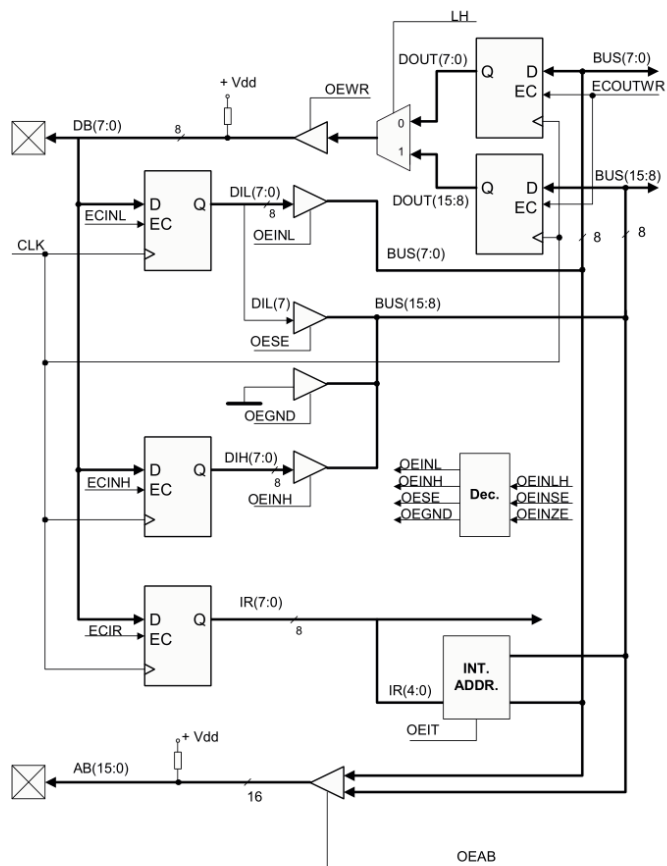 LH
DOUT(7:0)
Q
D
EC
BUS(7:0)
ECOUTWR
+ Vdd
OEWR
0
1
DB(7:0)
8
Q
D
EC
BUS(15:8)
DOUT(15:8)
8
8
D
Q
EC
ECINL
CLK
DIL(7:0)
8
OEINL
BUS(7:0)
DIL(7)
BUS(15:8)
OESE
OEGND
D
Q
EC
ECINH
DIH(7:0)
8
OEINH
OEINL
OEINH
OESE
OEGND
Dec.
OEINLH
OEINSE
OEINZE
D
Q
EC
ECIR
IR(7:0)
8
IR(4:0)
INT.
ADDR.
OEIT
+ Vdd
AB(15:0)
16
8
OEAB